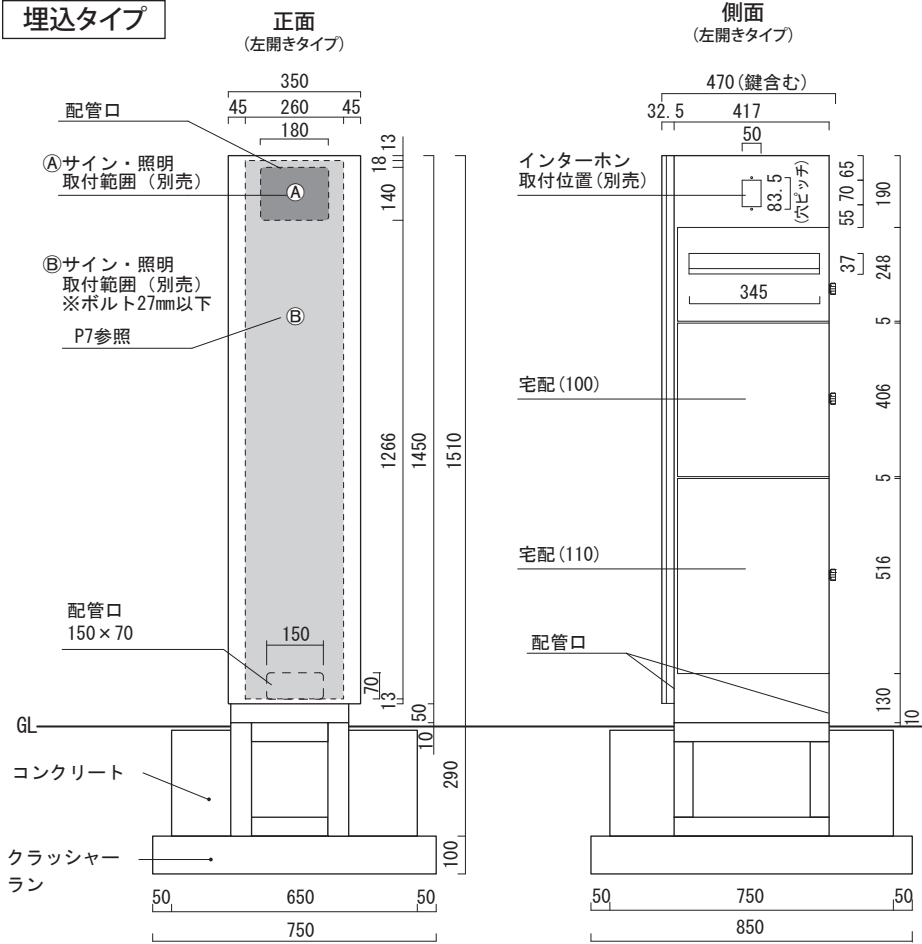 埋込タイプ
正面
(左開きタイプ)
350
45 260 45
180
配管口
Ⓐサイン・照明
取付範囲（別売）
Ⓐ
Ⓑサイン・照明
取付範囲（別売）
※ボルト27mm以下
P7参照
Ⓑ
13
18
140
1266
1450
1510
配管口
150×70
150
70
13
50
GL
10
コンクリート
290
クラッシャー
ラン
100
50 650 50
750
側面
(左開きタイプ)
470(鍵含む)
32.5 417
50
インターホン
取付位置(別売)
83.5
(穴ピッチ)
65
70
55
190
37
248
345
5
宅配(100)
406
5
宅配(110)
516
配管口
130
10
50 750 50
850